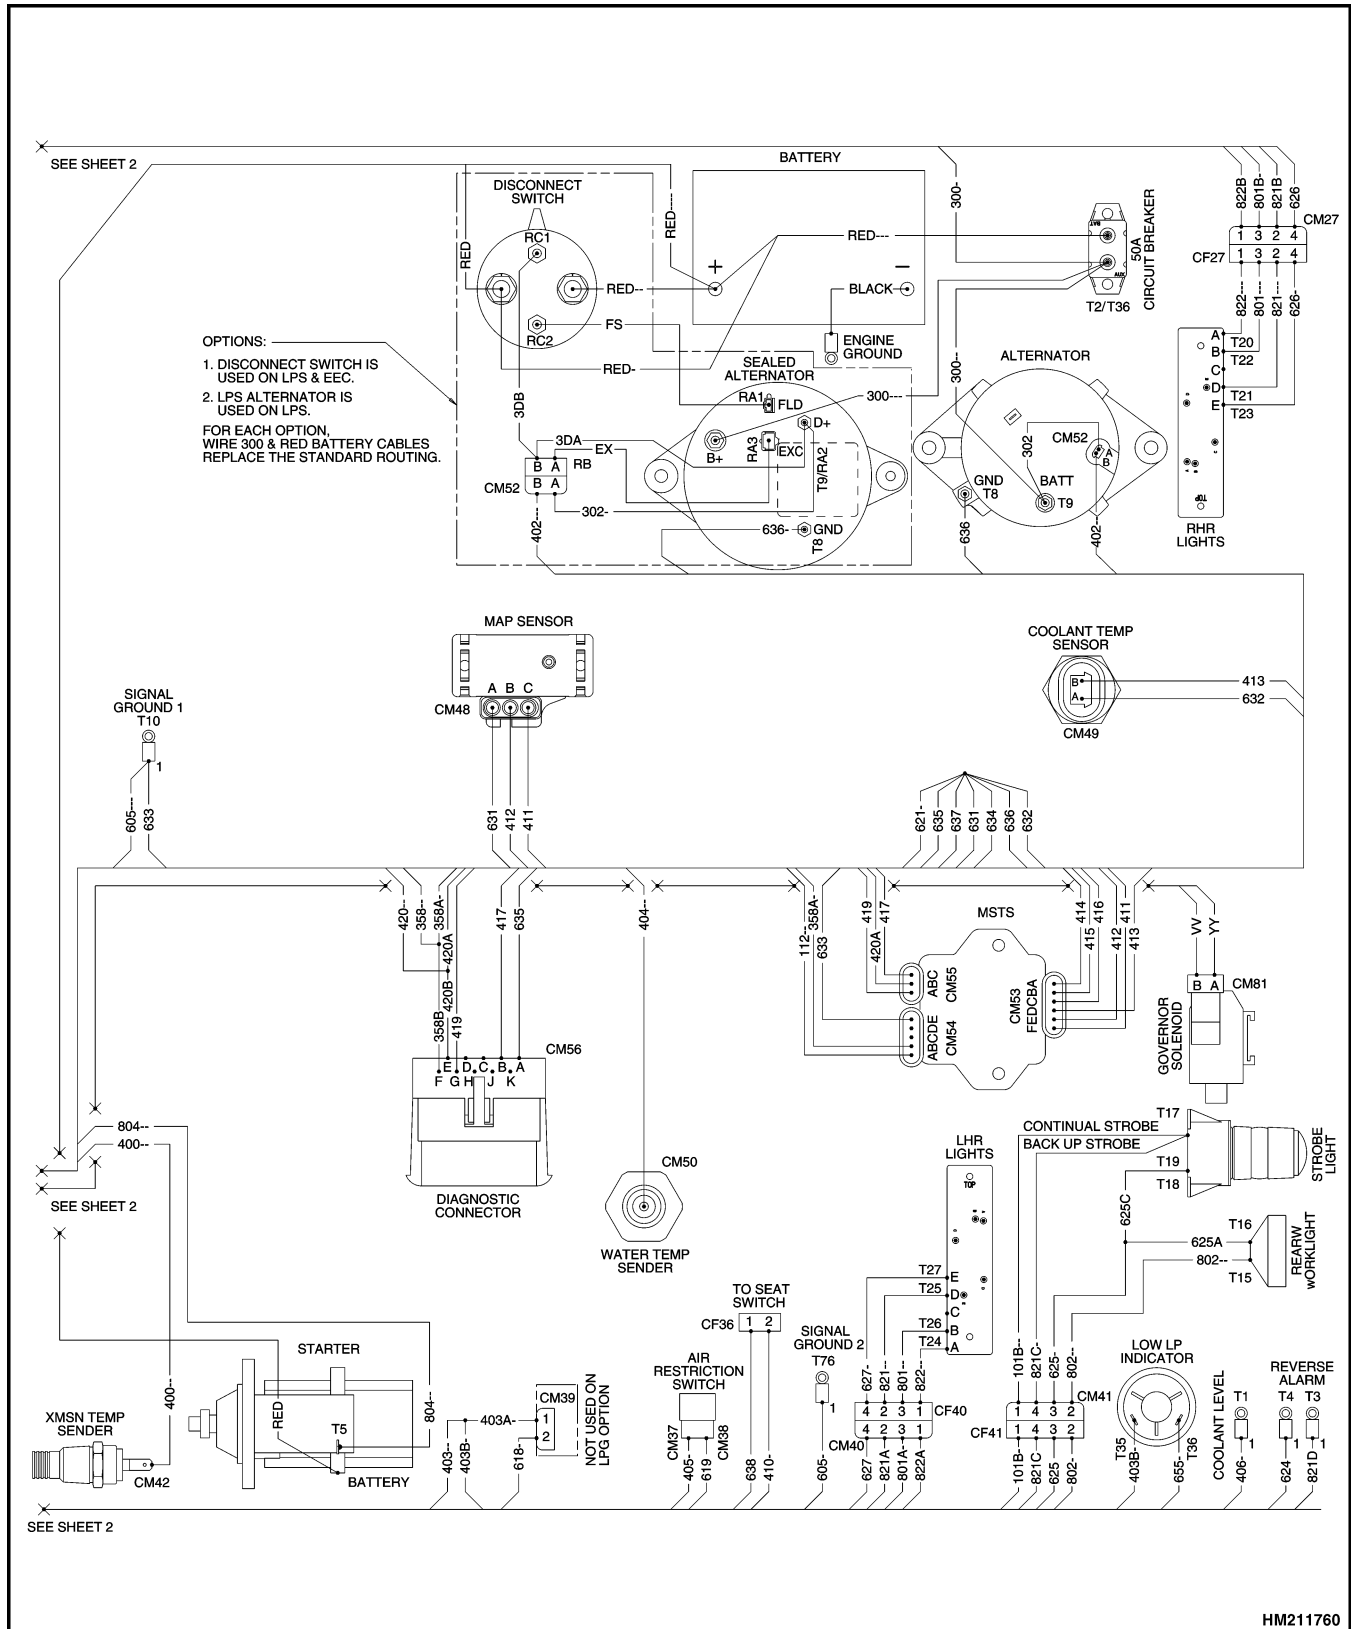 SEE SHEET 2
BATTERY
DISCONNECT
SWITCH
RC1
RC2
RED
RED-----
RED---
RED--
FS
RED-
+
−
BLACK
ENGINE
GROUND
300-
BAT
AUX
50A
CIRCUIT BREAKER
T2/T36
822B
801B-
821B
626
CM27
1 3 2 4
CF27
1 3 2 4
822----
801---
821---
626-
A
B
C
D
E
T20
T22
T21
T23
TOP
RHR
LIGHTS
OPTIONS:
1. DISCONNECT SWITCH IS
USED ON LPS & EEC.
2. LPS ALTERNATOR IS
USED ON LPS.
FOR EACH OPTION,
WIRE 300 & RED BATTERY CABLES
REPLACE THE STANDARD ROUTING.
SEALED
ALTERNATOR
RA1
FLD
B+
D+
RA3
EXC
T9/RA2
636-
GND
T8
300---
3DB
3DA
EX
B A
RB
CM52
B A
402--
302-
ALTERNATOR
300--
302
CM52
A
B
BATT
T9
GND
T8
636
402-
MAP SENSOR
A B C
CM48
631
412
411
COOLANT TEMP
SENSOR
B
A
413
632
CM49
SIGNAL
GROUND 1
T10
1
605--
633
621-
635
637
631
634
636
632
420--
358--
358A-
420A
420B
358B
419
417
635
CM56
E D C B A
F G H J K
DIAGNOSTIC
CONNECTOR
404--
CM50
WATER TEMP
SENDER
112--
358A-
633
419
420A
417
MSTS
ABC
CM55
ABCDE
CM54
CM53
FEDCBA
414
415
416
412
411
413
VV
YY
B A
CM81
GOVERNOR
SOLENOID
804--
400--
SEE SHEET 2
LHR
LIGHTS
TOP
T27
T25
T26
T24
E
D
C
B
A
CONTINUAL STROBE
BACK UP STROBE
T17
T19
T18
STROBE
LIGHT
625C
625A
802--
T16
T15
REARW
WORKLIGHT
STARTER
RED
T5
BATTERY
804--
400--
XMSN TEMP
SENDER
CM42
403-
403B-
403A-
618-
CM39
1
2
NOT USED ON
LPG OPTION
AIR
RESTRICTION
SWITCH
CM37
CM38
405-
619
TO SEAT
SWITCH
CF36
1 2
638
410-
SIGNAL
GROUND 2
T76
1
605-
627-
821--
801--
822--
4 2 3 1
CF40
4 2 3 1
CM40
627
821A
801A-
822A
101B--
821C-
625-
802--
CM41
1 4 3 2
CF41
1 4 3 2
101B-
821C
625
802-
LOW LP
INDICATOR
T35
403B-
655-
T36
COOLANT LEVEL
T1
1
406-
REVERSE
ALARM
T4
T3
1
1
624
821D
SEE SHEET 2
HM211760